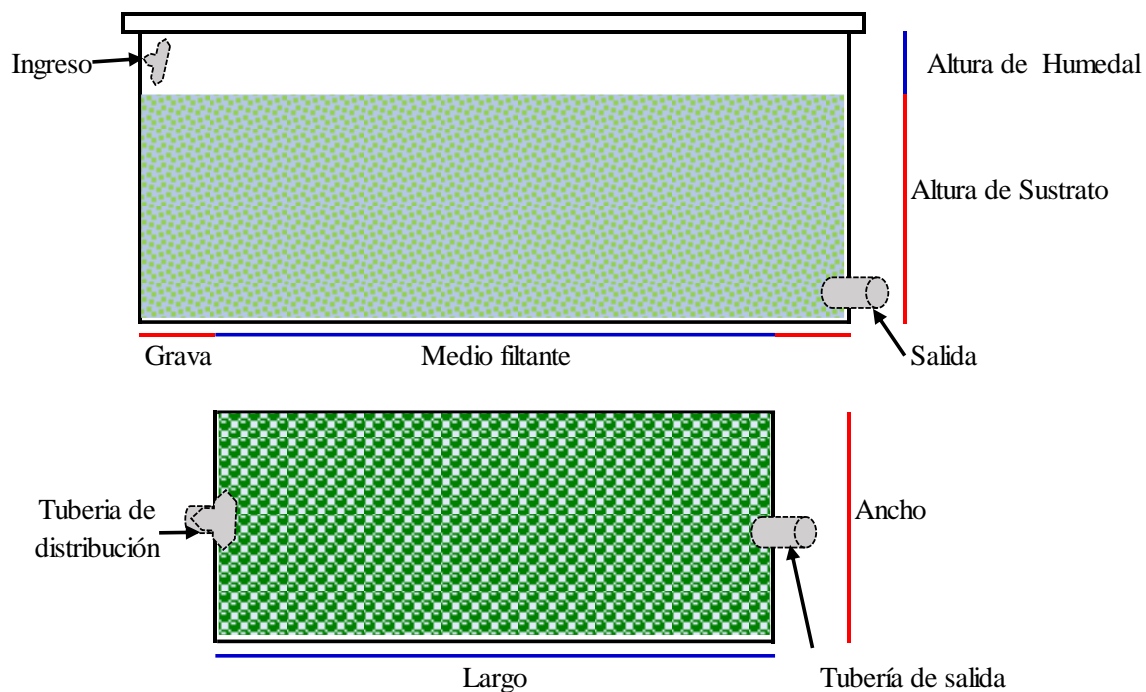 Ingreso
Altura de Humedal
Altura de Sustrato
Grava
Medio filtante
Salida
Tuberia de
distribución
Ancho
Largo
Tubería de salida